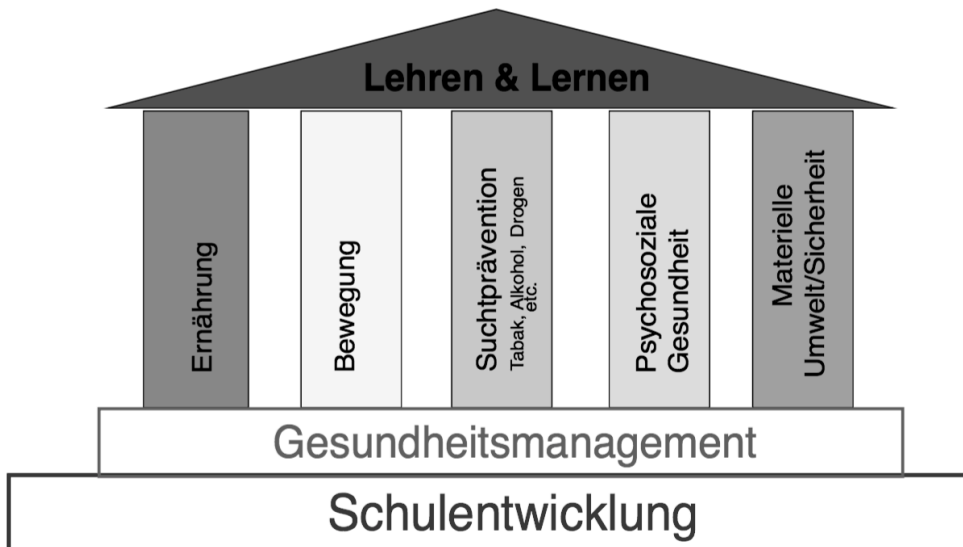 Lehren & Lernen
Ernährung
Bewegung
Suchtprävention
Tabak, Alkohol, Drogen
etc.
Psychosoziale
Gesundheit
Materielle
Umwelt/Sicherheit
Gesundheitsmanagement
Schulentwicklung